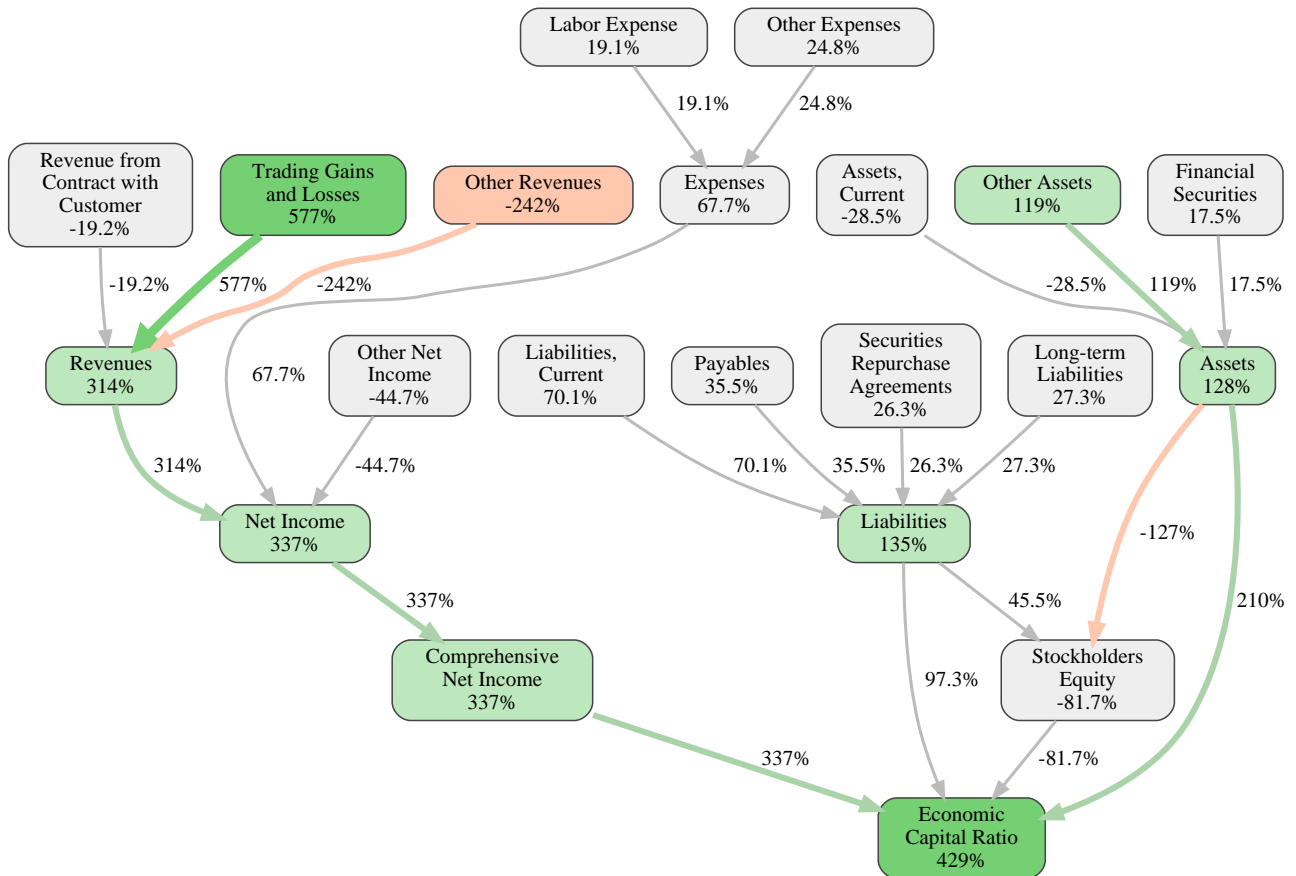 Labor Expense
19.1%
Other Expenses
24.8%
19.1%
24.8%
Revenue from
Contract with
Customer
-19.2%
Trading Gains
and Losses
577%
Other Revenues
-242%
Expenses
67.7%
Assets,
Current
-28.5%
Other Assets
119%
Financial
Securities
17.5%
-19.2%
577%
-242%
-28.5%
119%
17.5%
Revenues
314%
67.7%
Other Net
Income
-44.7%
Liabilities,
Current
70.1%
Payables
35.5%
Securities
Repurchase
Agreements
26.3%
Long-term
Liabilities
27.3%
Assets
128%
314%
-44.7%
70.1%
35.5%
26.3%
27.3%
Net Income
337%
Liabilities
135%
-127%
337%
45.5%
210%
Comprehensive
Net Income
337%
97.3%
Stockholders
Equity
-81.7%
337%
-81.7%
Economic
Capital Ratio
429%